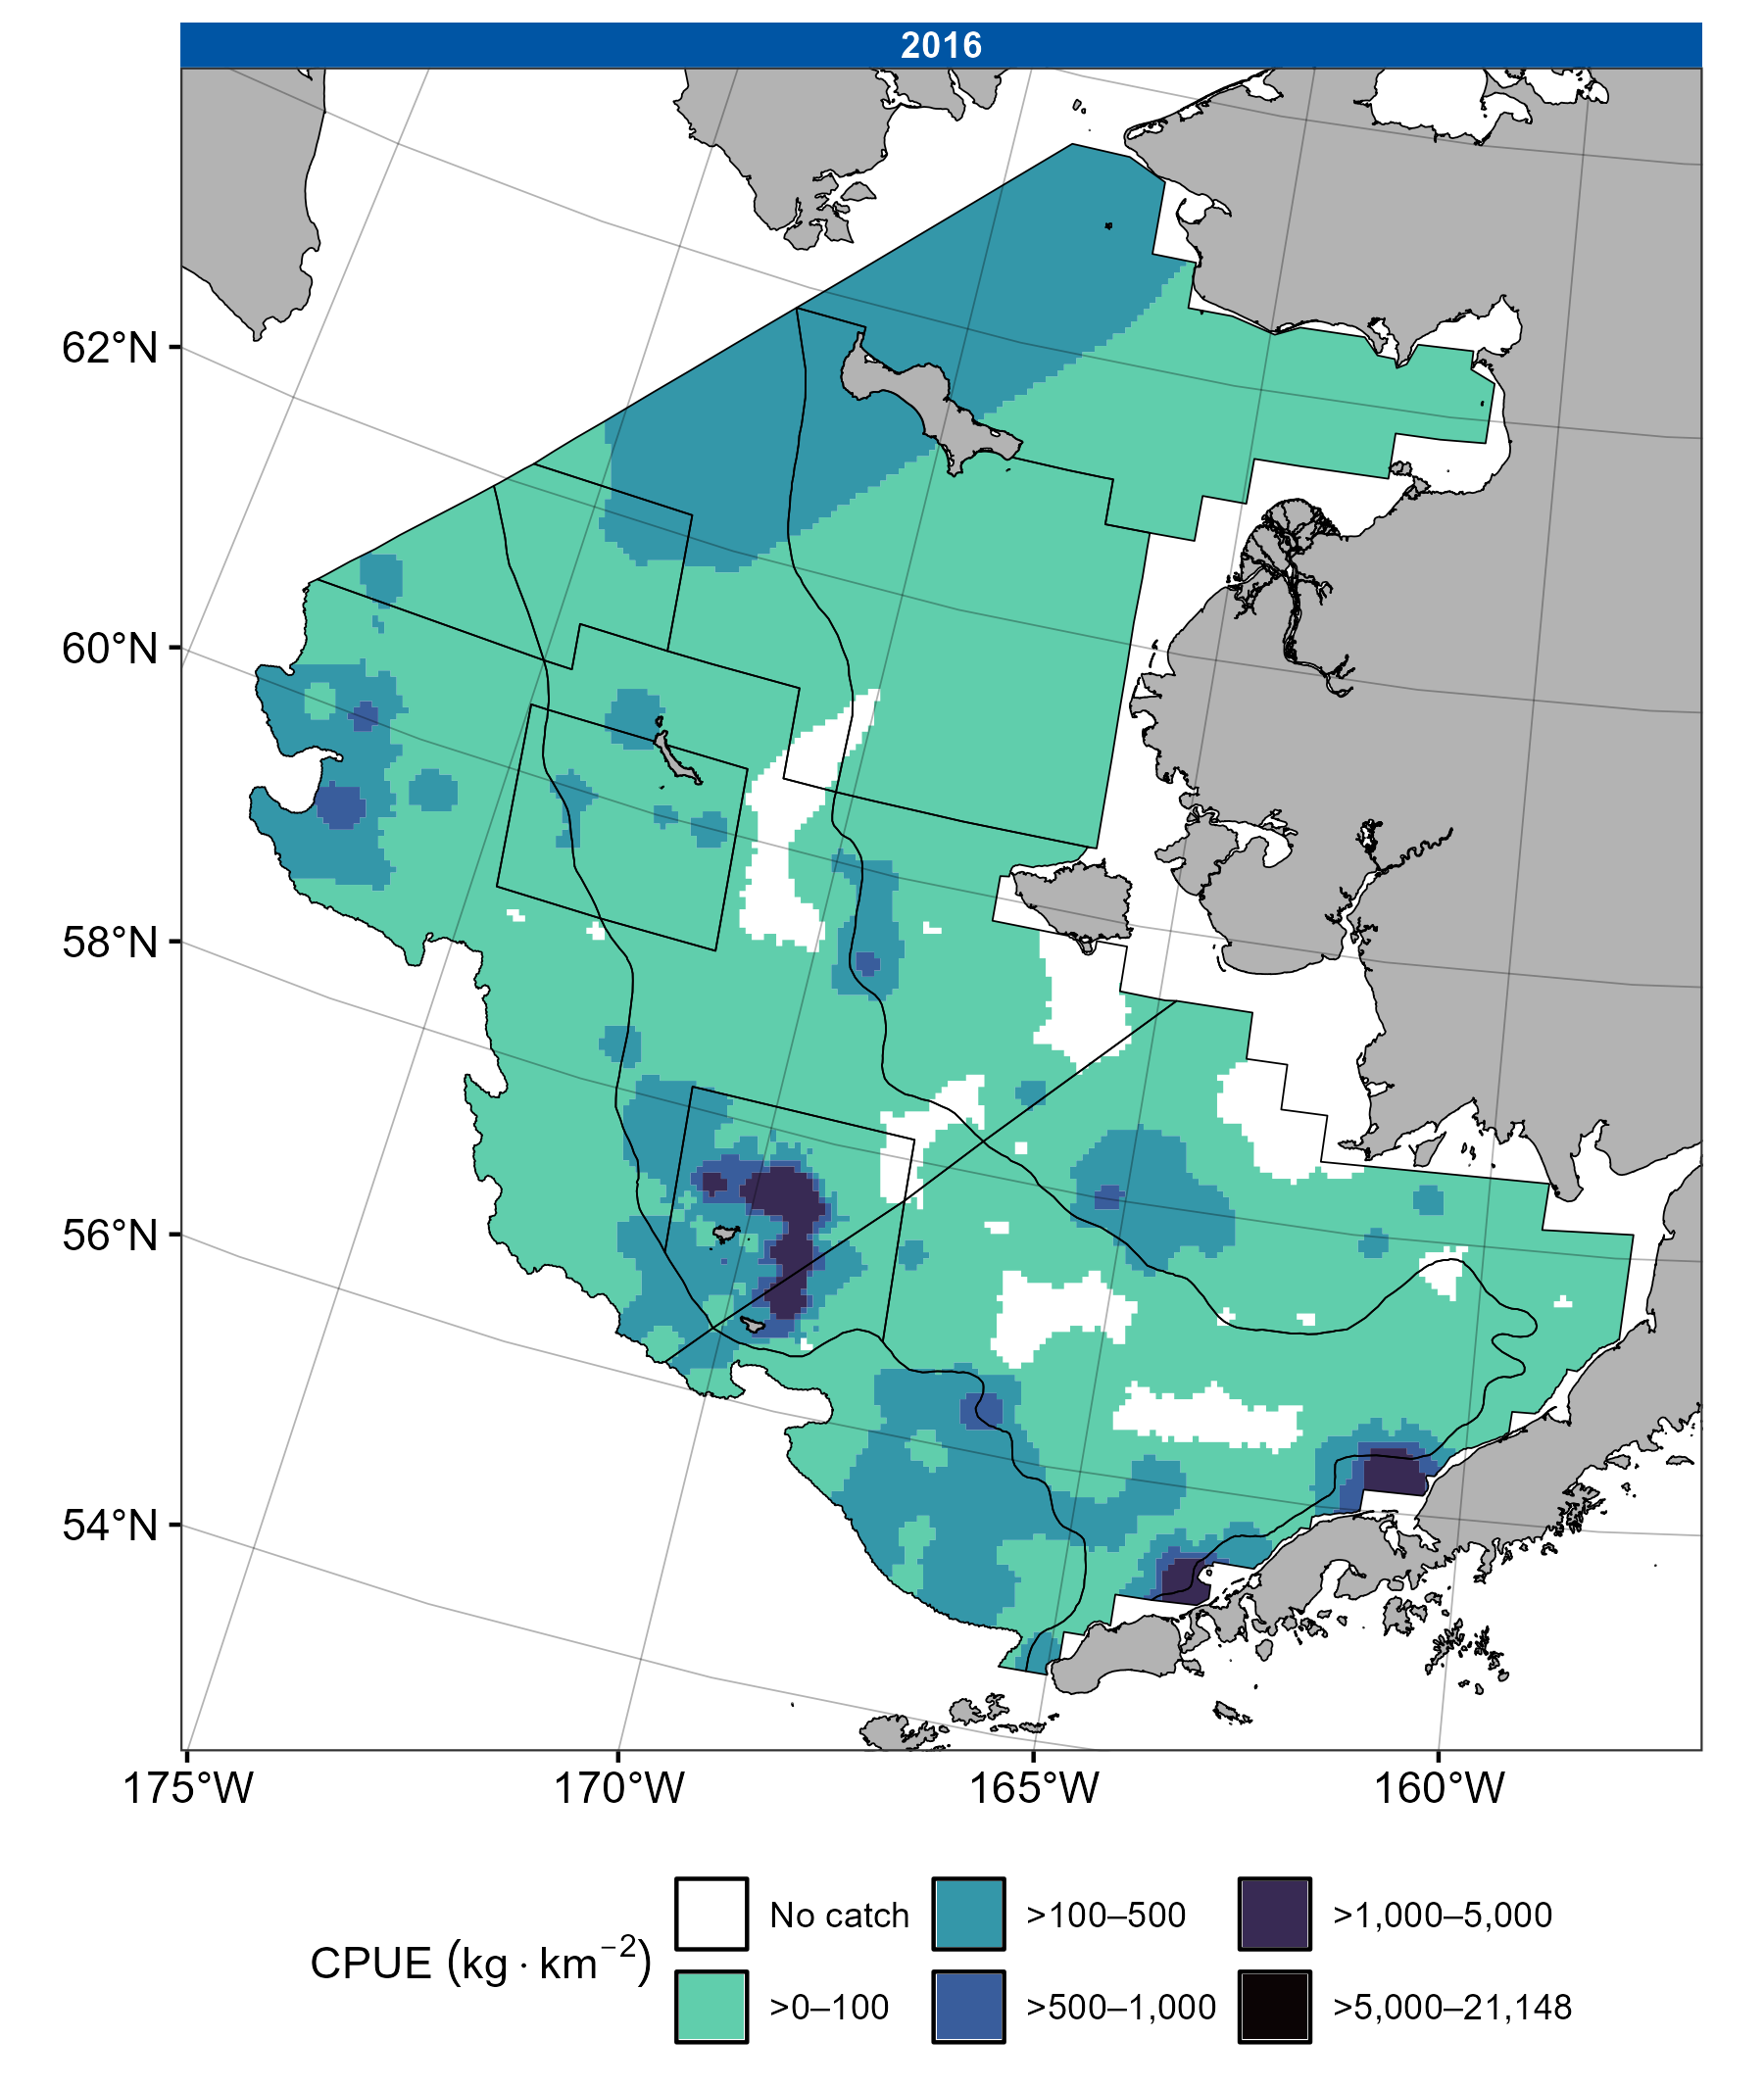 2016
62°N
60°N
58°N
56°N
54°N
175°W 170°W 165°W 160°W
CPUE (kg · km⁻²)
No catch >100–500 >1,000–5,000
>0–100 >500–1,000 >5,000–21,148